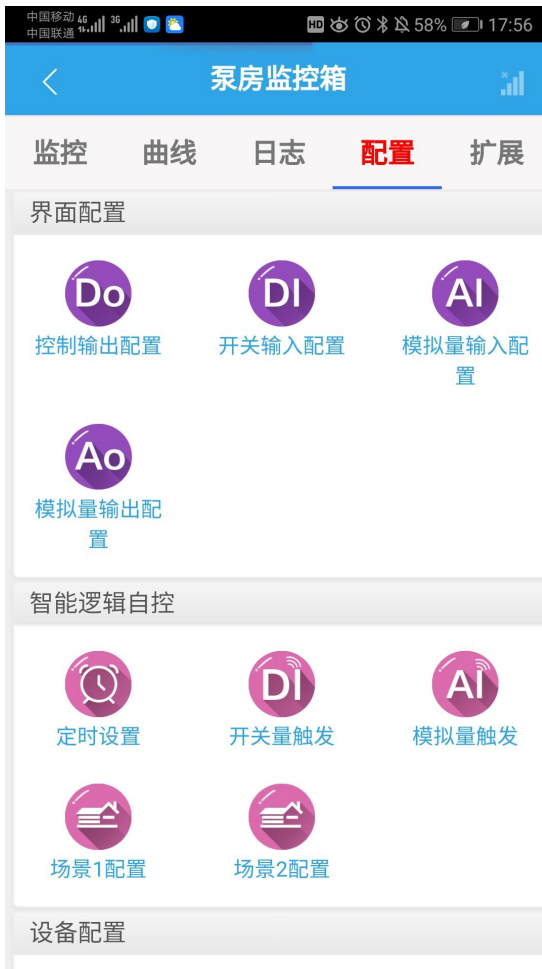 中国移动 4G 3G HD 58% 17:56
中国联通
泵房监控箱
监控 曲线 日志 配置 扩展
界面配置
Do DI AI
控制输出配置 开关输入配置 模拟量输入配
置
Ao
模拟量输出配
置
智能逻辑自控
DI AI
定时设置 开关量触发 模拟量触发
场景1配置 场景2配置
设备配置